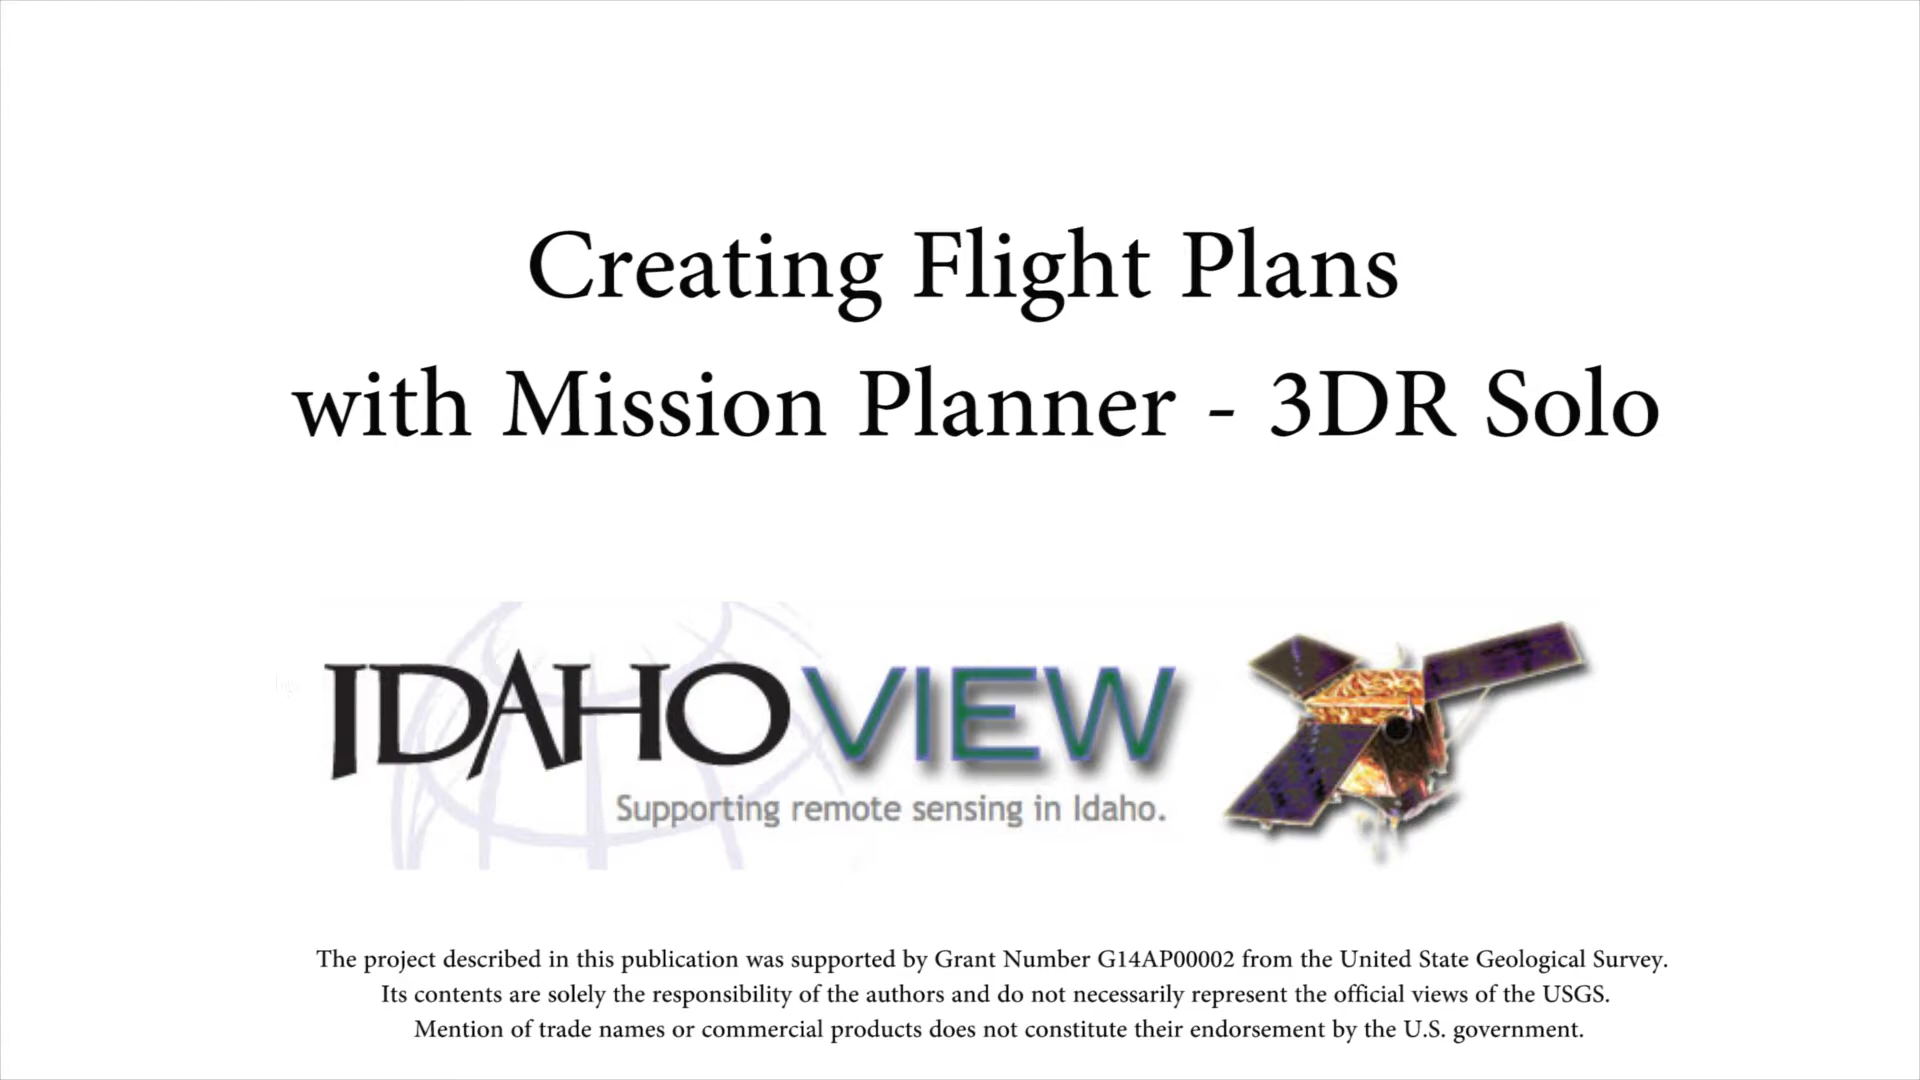 Creating Flight Plans
with Mission Planner - 3DR Solo
IDAHO VIEW
Supporting remote sensing in Idaho.
The project described in this publication was supported by Grant Number G14AP00002 from the United State Geological Survey.
Its contents are solely the responsibility of the authors and do not necessarily represent the official views of the USGS.
Mention of trade names or commercial products does not constitute their endorsement by the U.S. government.